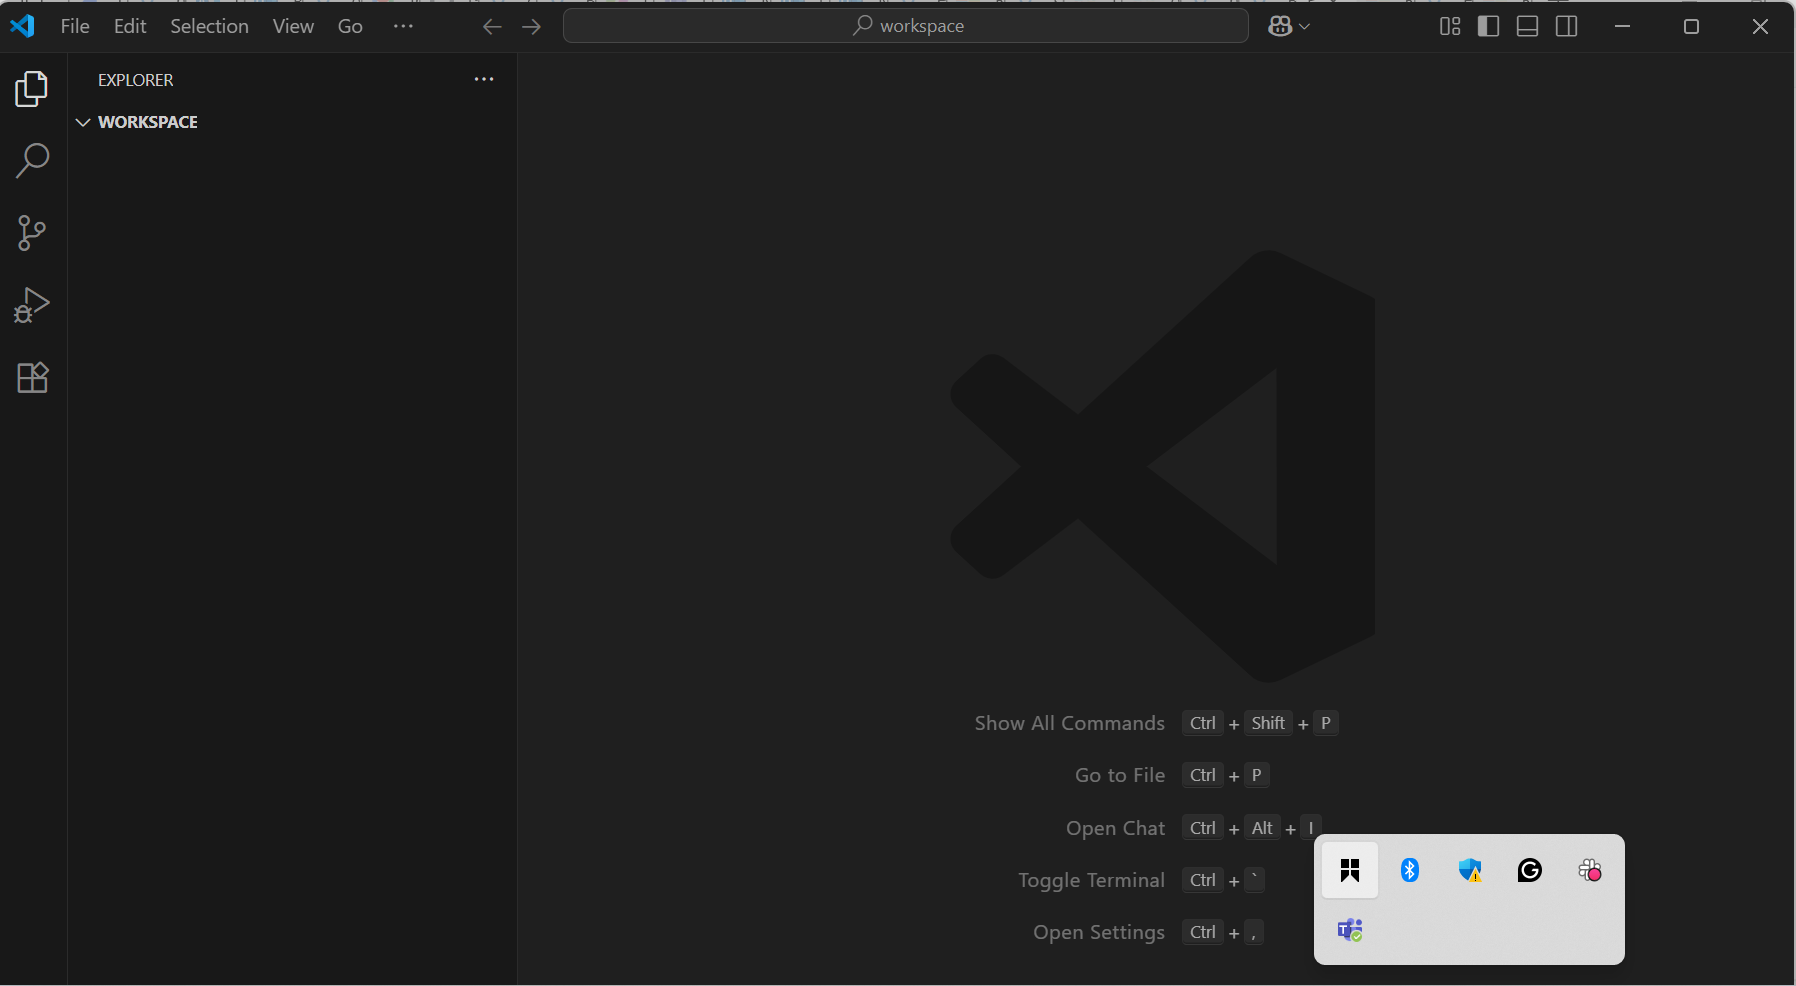 File Edit Selection View Go ···
workspace
EXPLORER ···
WORKSPACE
Show All Commands Ctrl + Shift + P
Go to File Ctrl + P
Open Chat Ctrl + Alt + I
Toggle Terminal Ctrl + `
Open Settings Ctrl + ,